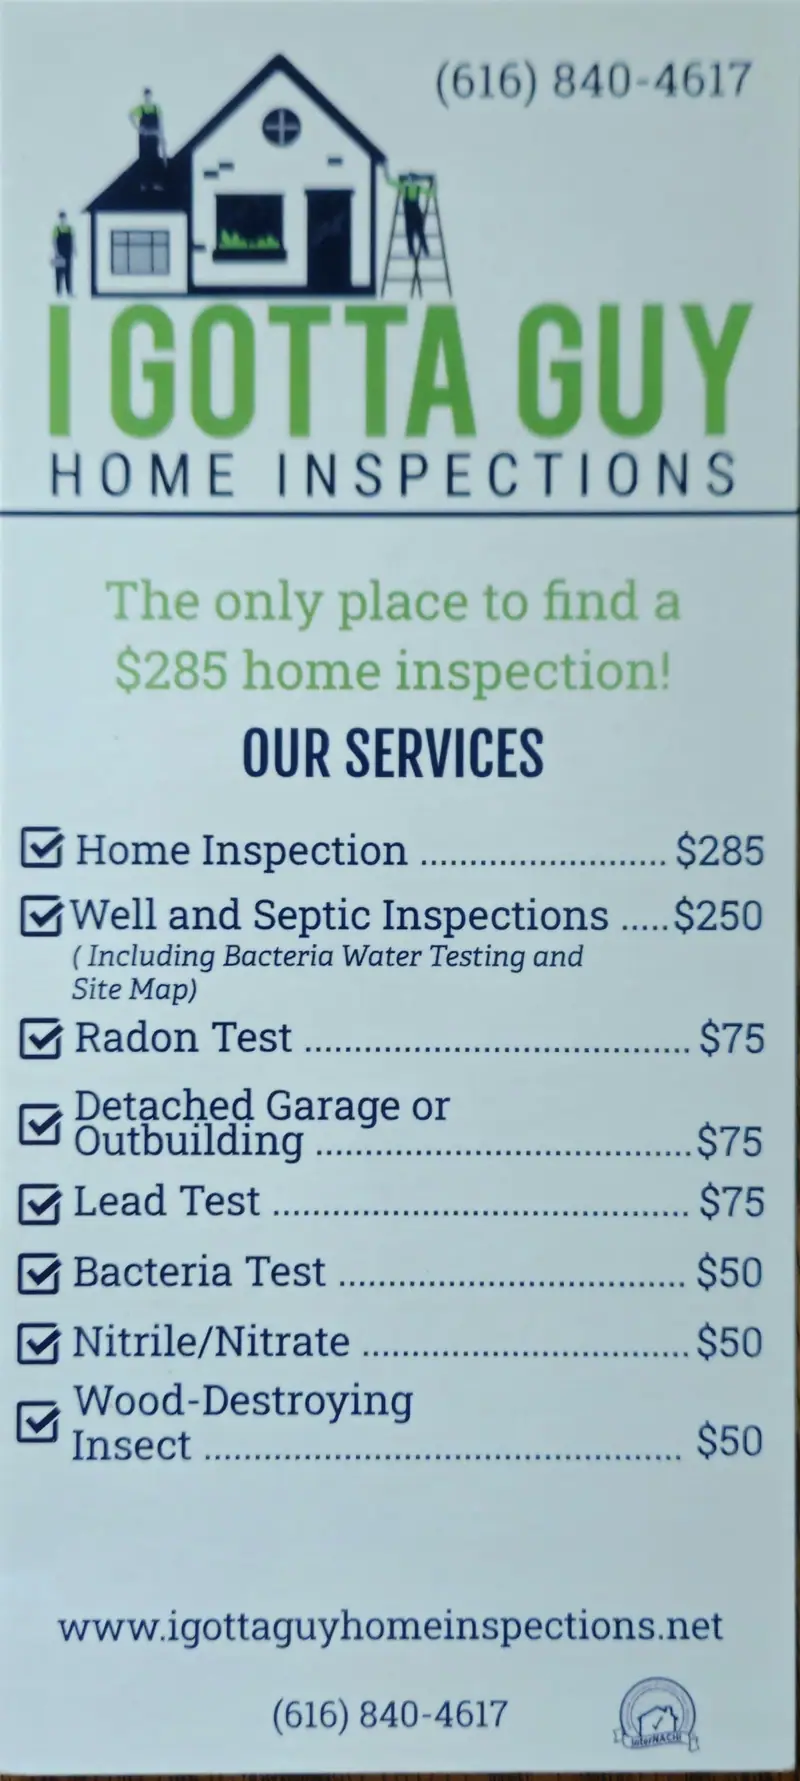 (616) 840-4617
I GOTTA GUY
HOME INSPECTIONS
The only place to find a
$285 home inspection!
OUR SERVICES
Home Inspection ......................... $285
Well and Septic Inspections .....$250
( Including Bacteria Water Testing and
Site Map)
Radon Test ....................................... $75
Detached Garage or
Outbuilding ......................................$75
Lead Test .......................................... $75
Bacteria Test ................................... $50
Nitrile/Nitrate .................................$50
Wood-Destroying
Insect ................................................ $50
www.igottaguyhomeinspections.net
(616) 840-4617
InterNACHI